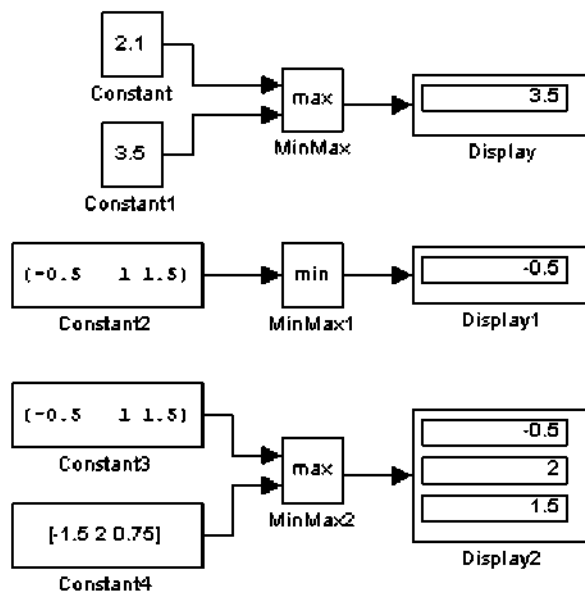 2.1
Constant
3.5
Constant1
max
MinMax
3.5
Display
(-0.5 1 1.5)
Constant2
min
MinMax1
-0.5
Display1
(-0.5 1 1.5)
Constant3
[-1.5 2 0.75]
Constant4
max
MinMax2
-0.5
2
1.5
Display2